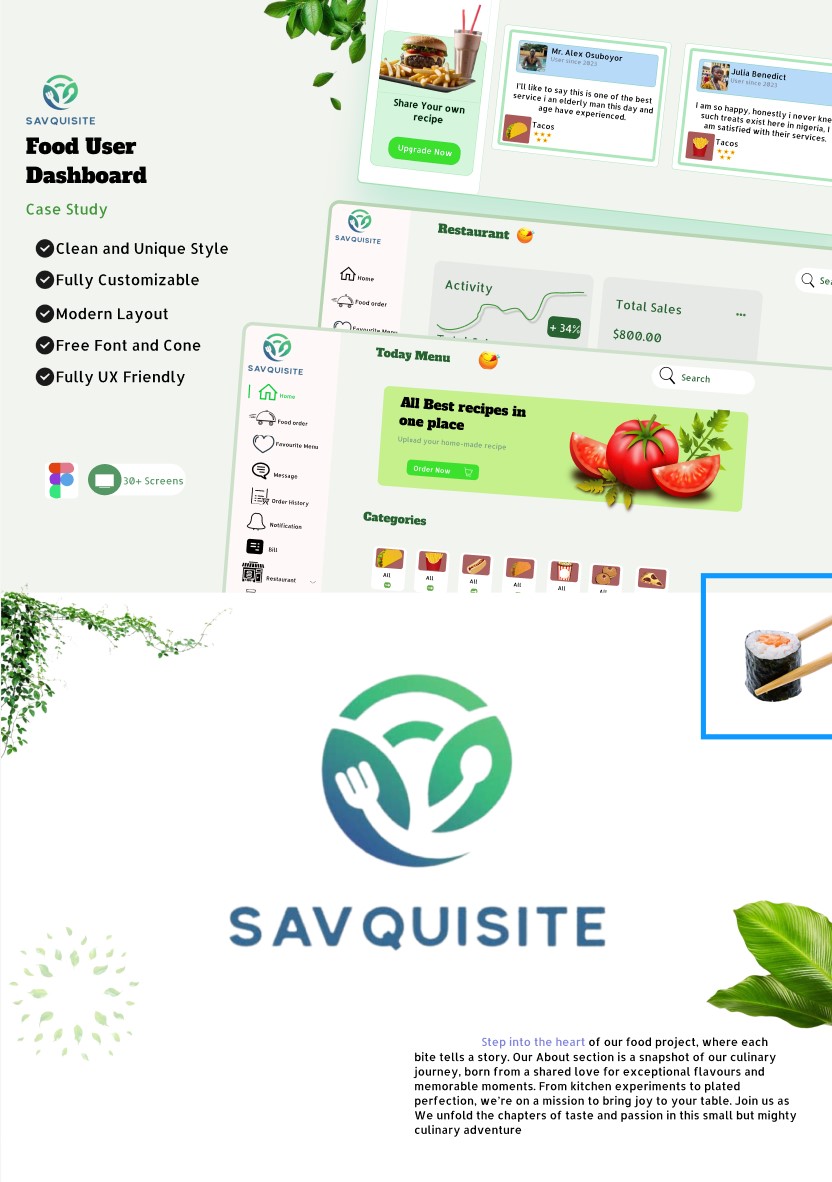 SAVQUISITE
Food User
Dashboard
Case Study
Clean and Unique Style
Fully Customizable
Modern Layout
Free Font and Cone
Fully UX Friendly
30+ Screens
Share Your own
recipe
Upgrade Now
Mr. Alex Osuboyor
User since 2023
I'll like to say this is one of the best
service i an elderly man this day and
age have experienced.
Tacos
Julia Benedict
User since 2023
I am so happy, honestly i never kne
such treats exist here in nigeria, I
am satisfied with their services.
Tacos
SAVQUISITE
Home
Food order
Favourite Menu
Restaurant
Sea
Activity
+ 34%
Total Sales
$800.00
SAVQUISITE
Home
Food order
Favourite Menu
Message
Order History
Notification
Bill
Restaurant
Today Menu
Search
All Best recipes in
one place
Upload your home-made recipe
Order Now
Categories
All
All
All
All
All
All
SAVQUISITE
Step into the heart of our food project, where each
bite tells a story. Our About section is a snapshot of our culinary
journey, born from a shared love for exceptional flavours and
memorable moments. From kitchen experiments to plated
perfection, we're on a mission to bring joy to your table. Join us as
We unfold the chapters of taste and passion in this small but mighty
culinary adventure